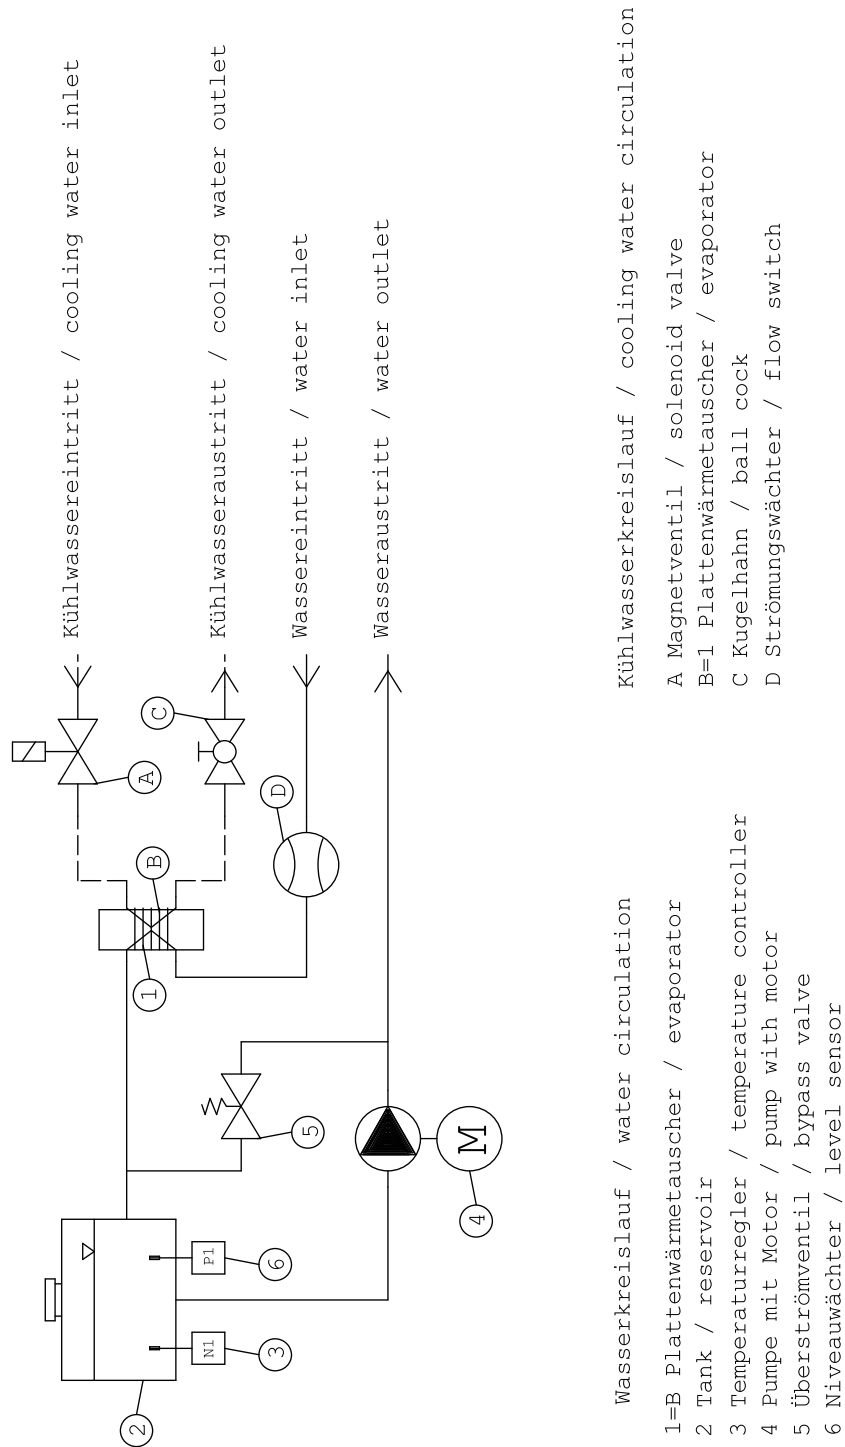 Kühlwassereintritt / cooling water inlet
Kühlwasseraustritt / cooling water outlet
Wassereintritt / water inlet
Wasseraustritt / water outlet
A
C
B
D
1
5
M
4
P1
6
N1
3
2
Wasserkreislauf / water circulation
1=B Plattenwärmetauscher / evaporator
2 Tank / reservoir
3 Temperaturregler / temperature controller
4 Pumpe mit Motor / pump with motor
5 Überströmventil / bypass valve
6 Niveauwächter / level sensor
Kühlwasserkreislauf / cooling water circulation
A Magnetventil / solenoid valve
B=1 Plattenwärmetauscher / evaporator
C Kugelhahn / ball cock
D Strömungswächter / flow switch